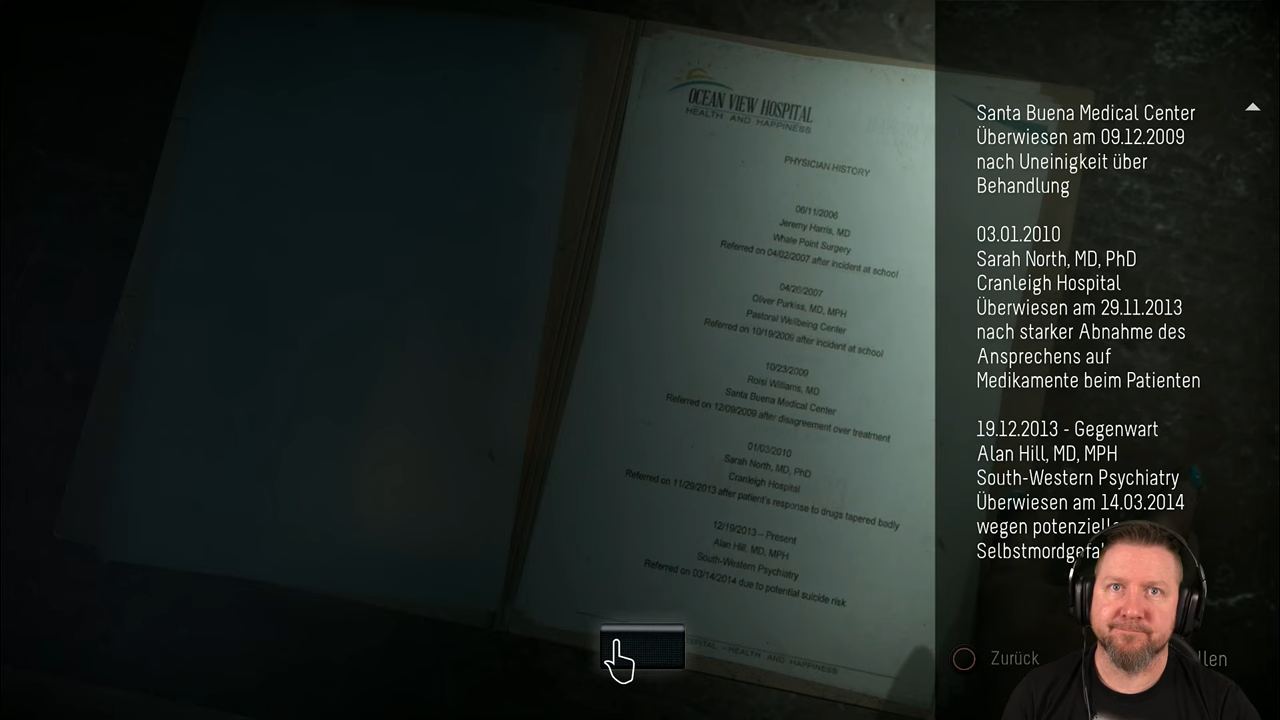 OCEAN VIEW HOSPITAL
HEALTH AND HAPPINESS
PHYSICIAN HISTORY
06/11/2006
Jeremy Harris, MD
Whale Point Surgery
Referred on 04/02/2007 after incident at school
04/20/2007
Oliver Purkiss, MD, MPH
Pastoral Wellbeing Center
Referred on 10/19/2009 after incident at school
10/23/2009
Roisi Williams, MD
Santa Buena Medical Center
Referred on 12/09/2009 after disagreement over treatment
01/03/2010
Sarah North, MD, PhD
Cranleigh Hospital
Referred on 11/29/2013 after patient's response to drugs tapered badly
12/19/2013 – Present
Alan Hill, MD, MPH
South-Western Psychiatry
Referred on 03/14/2014 due to potential suicide risk
- HEALTH AND HAPPINESS
Santa Buena Medical Center
Überwiesen am 09.12.2009
nach Uneinigkeit über
Behandlung
03.01.2010
Sarah North, MD, PhD
Cranleigh Hospital
Überwiesen am 29.11.2013
nach starker Abnahme des
Ansprechens auf
Medikamente beim Patienten
19.12.2013 - Gegenwart
Alan Hill, MD, MPH
South-Western Psychiatry
Überwiesen am 14.03.2014
wegen
Zurück